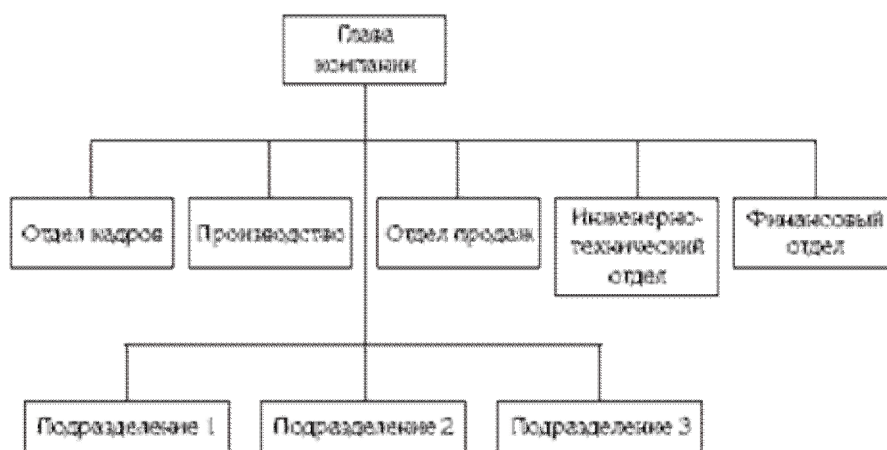 Глава
компании
Отдел кадров
Производство
Отдел продаж
Инженерно-
технический
отдел
Финансовый
отдел
Подразделение 1
Подразделение 2
Подразделение 3